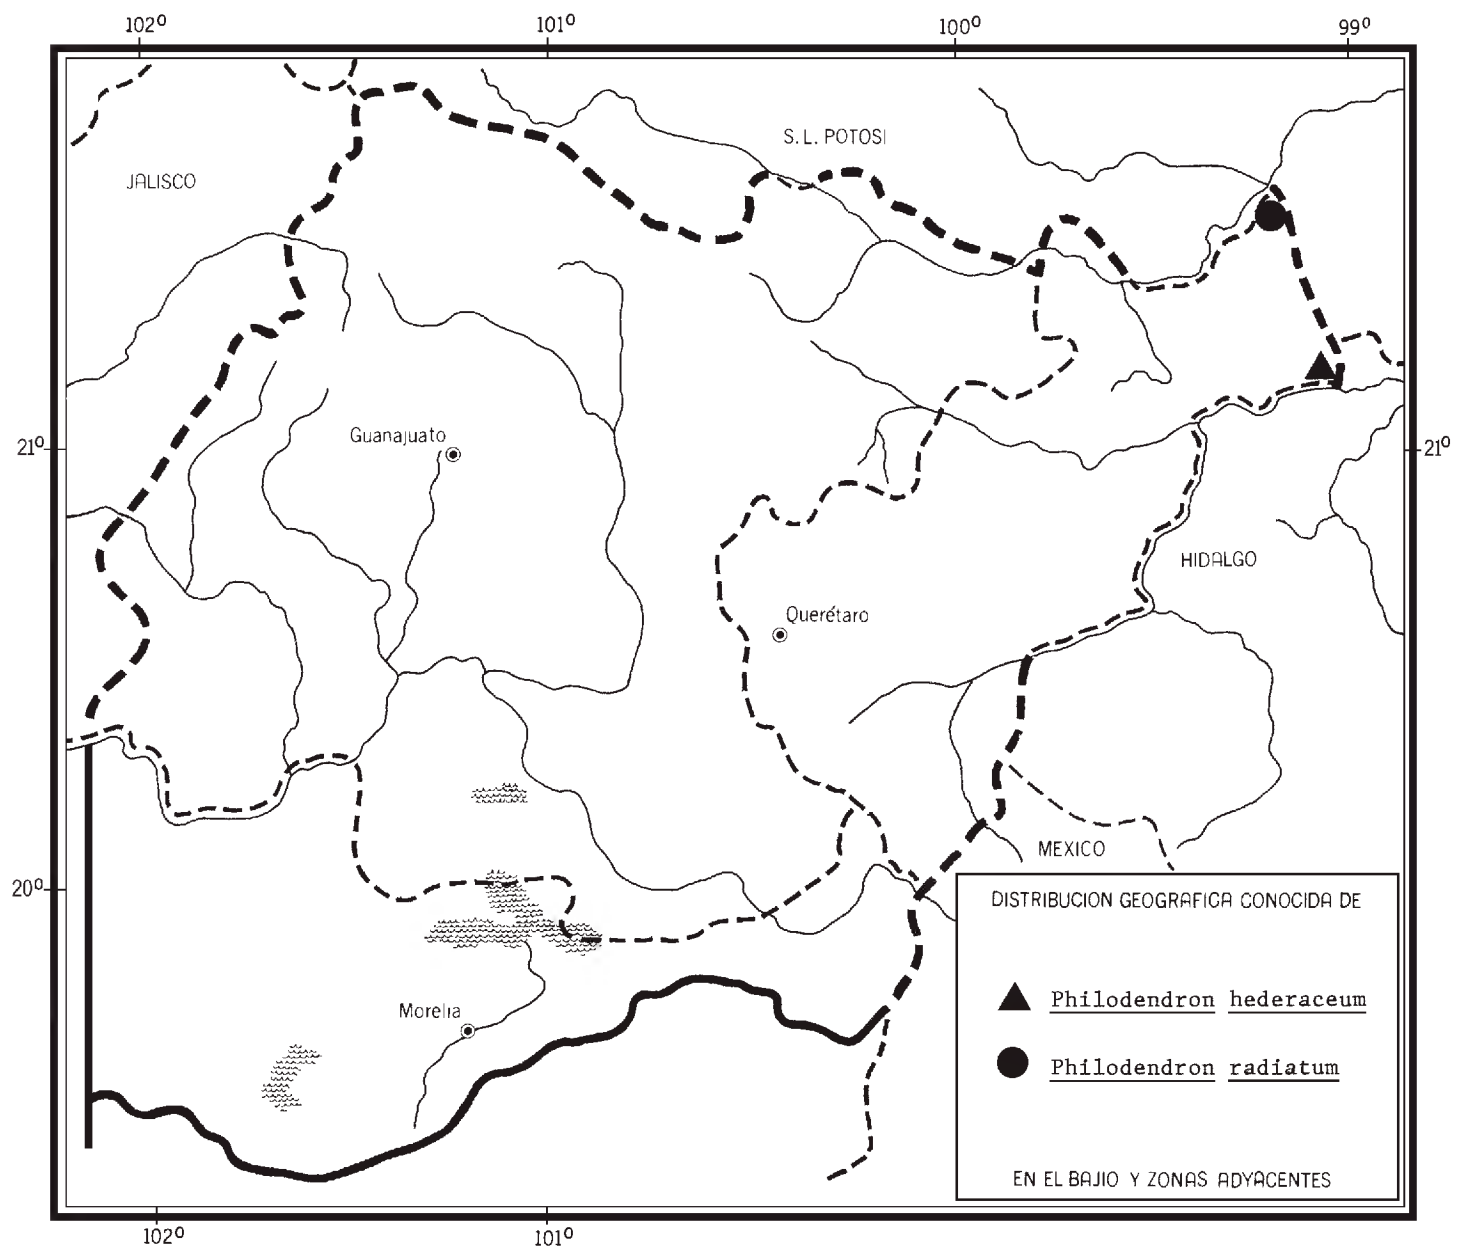 102º 101º 100º 99º
S.L. POTOSI
JALISCO
Guanajuato
21º 21º
HIDALGO
Querétaro
MEXICO
20º
DISTRIBUCION GEOGRAFICA CONOCIDA DE
Philodendron hederaceum
Morelia
Philodendron radiatum
EN EL BAJIO Y ZONAS ADYACENTES
102º 101º